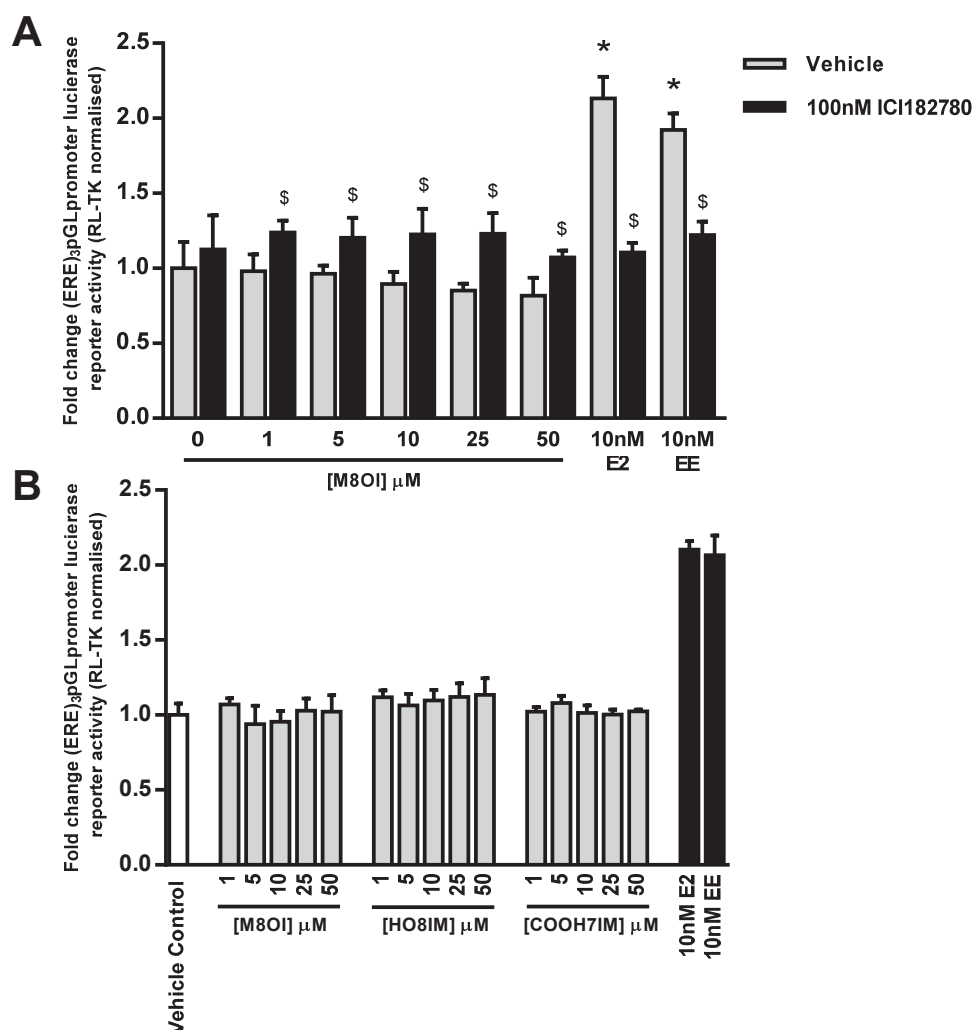 A
Fold change (ERE)₃pGLpromoter lucierase
reporter activity (RL-TK normalised)
2.5
2.0
1.5
1.0
0.5
0.0
* *
$ $ $ $ $ $ $
Vehicle
100nM ICI182780
0 1 5 10 25 50 10nM 10nM
E2 EE
[M8OI] μM
B
Fold change (ERE)₃pGLpromoter lucierase
reporter activity (RL-TK normalised)
2.5
2.0
1.5
1.0
0.5
0.0
Vehicle Control
1 5 10 25 50
[M8OI] μM
1 5 10 25 50
[HO8IM] μM
1 5 10 25 50
[COOH7IM] μM
10nM E2
10nM EE